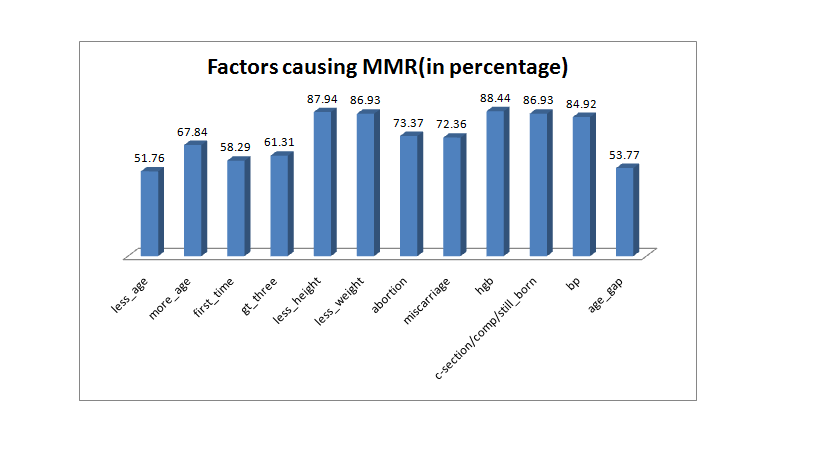 Factors causing MMR(in percentage)
51.76
67.84
58.29
61.31
87.94
86.93
73.37
72.36
88.44
86.93
84.92
53.77
less_age
more_age
first_time
gt_three
less_height
less_weight
abortion
miscarriage
hgb
c-section/comp/still_born
bp
age_gap